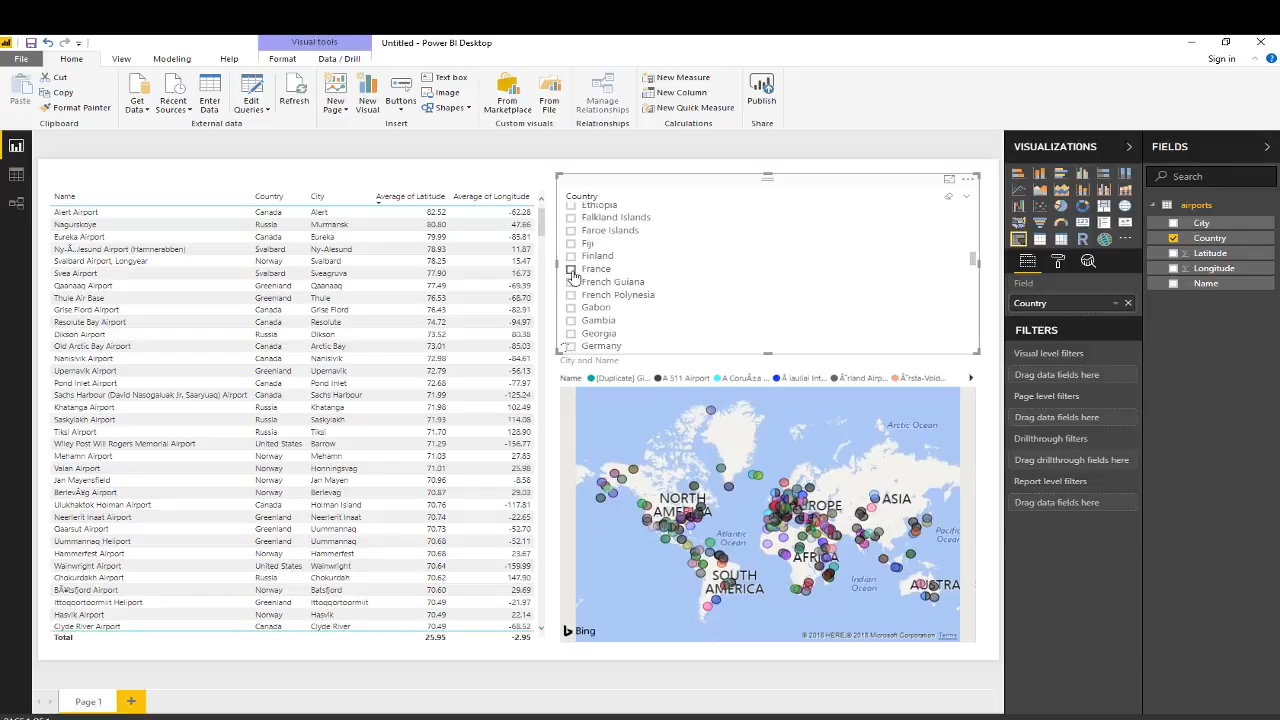 Visual tools
Untitled - Power BI Desktop
File Home View Modeling Help Format Data / Drill
Sign in
Paste
Cut
Copy
Format Painter
Clipboard
Get Data
Recent Sources
Enter Data
Edit Queries
Refresh
External data
New Page
New Visual
Buttons
Text box
Image
Shapes
Insert
From Marketplace
From File
Custom visuals
Manage Relationships
Relationships
New Measure
New Column
New Quick Measure
Calculations
Publish
Share
Name Country City Average of Latitude Average of Longitude
Alert Airport Canada Alert 82.52 -62.28
Nagurskoye Russia Murmansk 80.80 47.66
Eureka Airport Canada Eureka 79.99 -85.81
Svalbard 78.93 11.87
Svalbard Airport, Longyear Norway Longyearbyen 78.25 15.47
Svea Airport Svalbard Sveagruva 77.90 16.73
Qaanaaq Airport Greenland Qaanaaq 77.49 -69.39
Thule Air Base Greenland Thule 76.53 -68.70
Grise Fiord Airport Canada Grise Fiord 76.43 -82.91
Resolute Bay Airport Canada Resolute 74.72 -94.97
Dikson Airport Russia Dikson 73.52 80.38
Old Arctic Bay Airport Canada Arctic Bay 73.00 -85.03
Nanisivik Airport Canada Nanisivik 72.98 -84.61
Upernavik Airport Greenland Upernavik 72.79 -56.13
Pond Inlet Airport Canada Pond Inlet 72.68 -77.97
Sachs Harbour (David Nasogaluak Jr. Saaryuaq) Airport Canada Sachs Harbour 71.99 -125.24
Khatanga Airport Russia Khatanga 71.98 102.49
Saskylakh Airport Russia Saskylakh 71.93 114.08
Tiksi Airport Russia Tiksi 71.70 128.90
Wiley Post Will Rogers Memorial Airport United States Barrow 71.29 -156.77
Mehamn Airport Norway Mehamn 71.03 27.83
Valan Airport Norway Honningsvag 71.01 25.98
Jan Mayensfield Norway Jan Mayen 70.96 -8.58
BerlevÃ¥g Airport Norway Berlevag 70.87 29.03
Ulukhaktok Holman Airport Canada Holman Island 70.76 -117.81
Neerlerit Inaat Airport Greenland Neerlerit Inaat 70.74 -22.65
Qaarsut Airport Greenland Uummannaq 70.73 -52.70
Uummannaq Heliport Greenland Uummannaq 70.68 -52.11
Hammerfest Airport Norway Hammerfest 70.68 23.67
Wainwright Airport United States Wainwright 70.64 -159.99
Chokurdakh Airport Russia Chokurdah 70.62 147.90
BÃ¥tsfjord Airport Norway Batsfjord 70.60 29.69
Ittoqqortoormiit Heliport Greenland Ittoqqortoormiit 70.49 -21.97
Hasvik Airport Norway Hasvik 70.49 22.14
Clyde River Airport Canada Clyde River 70.49 -68.52
Total 25.95 -2.95
Country
Ethiopia
Falkland Islands
Faroe Islands
Fiji
Finland
France
French Guiana
French Polynesia
Gabon
Gambia
Georgia
Germany
City and Name
Name [Duplicate] Gi... A 511 Airport
NORTH AMERICA
SOUTH AMERICA
EUROPE
AFRICA
ASIA
AUSTRA
Arctic Ocean
Atlantic Ocean
Indian Ocean
Pacific
Bing
© 2018 HERE, © 2018 Microsoft Corporation Terms
VISUALIZATIONS
R
Field
Country
FILTERS
Visual level filters
Drag data fields here
Page level filters
Drag data fields here
Drillthrough filters
Drag drillthrough fields here
Report level filters
Drag data fields here
FIELDS
Search
airports
City
Country
Σ Latitude
Σ Longitude
Name
Page 1